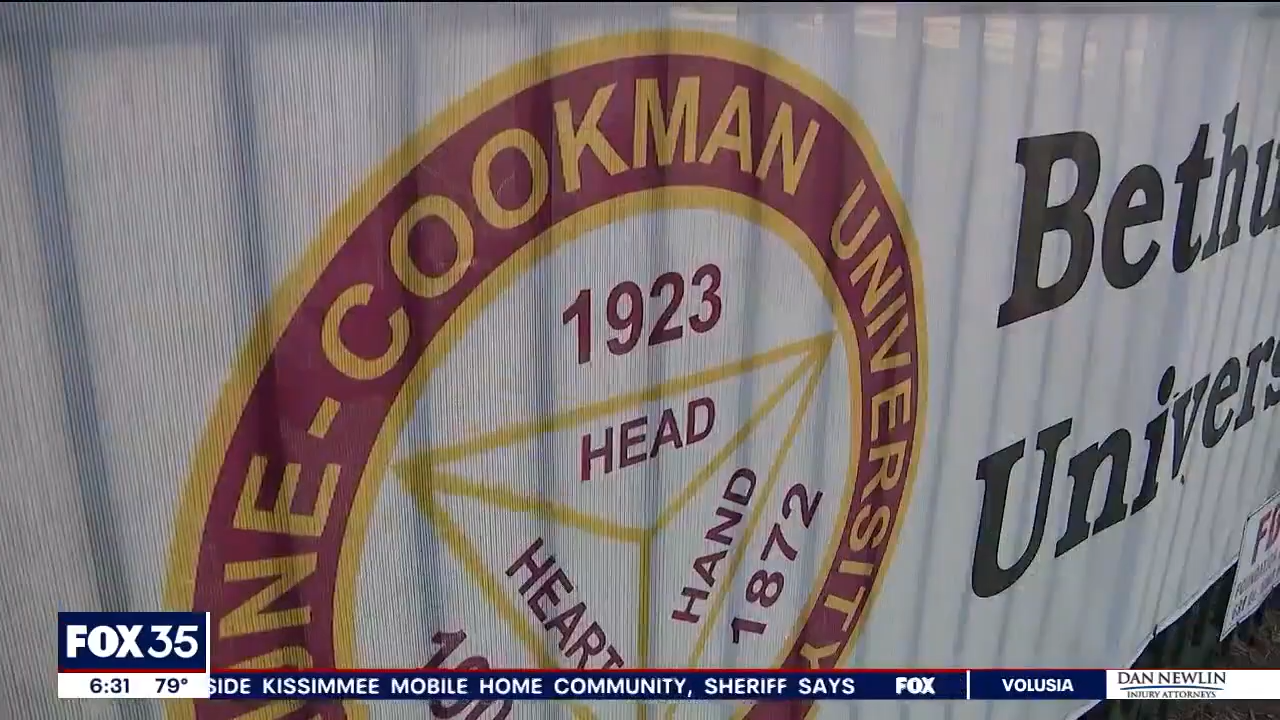 UNE-COOKMAN UNIVERSITY
1923
HEAD
HAND
1872
HEART
Bethu
Univers
FOX 35
6:31 79° SIDE KISSIMMEE MOBILE HOME COMMUNITY, SHERIFF SAYS FOX VOLUSIA
DAN NEWLIN
INJURY ATTORNEYS